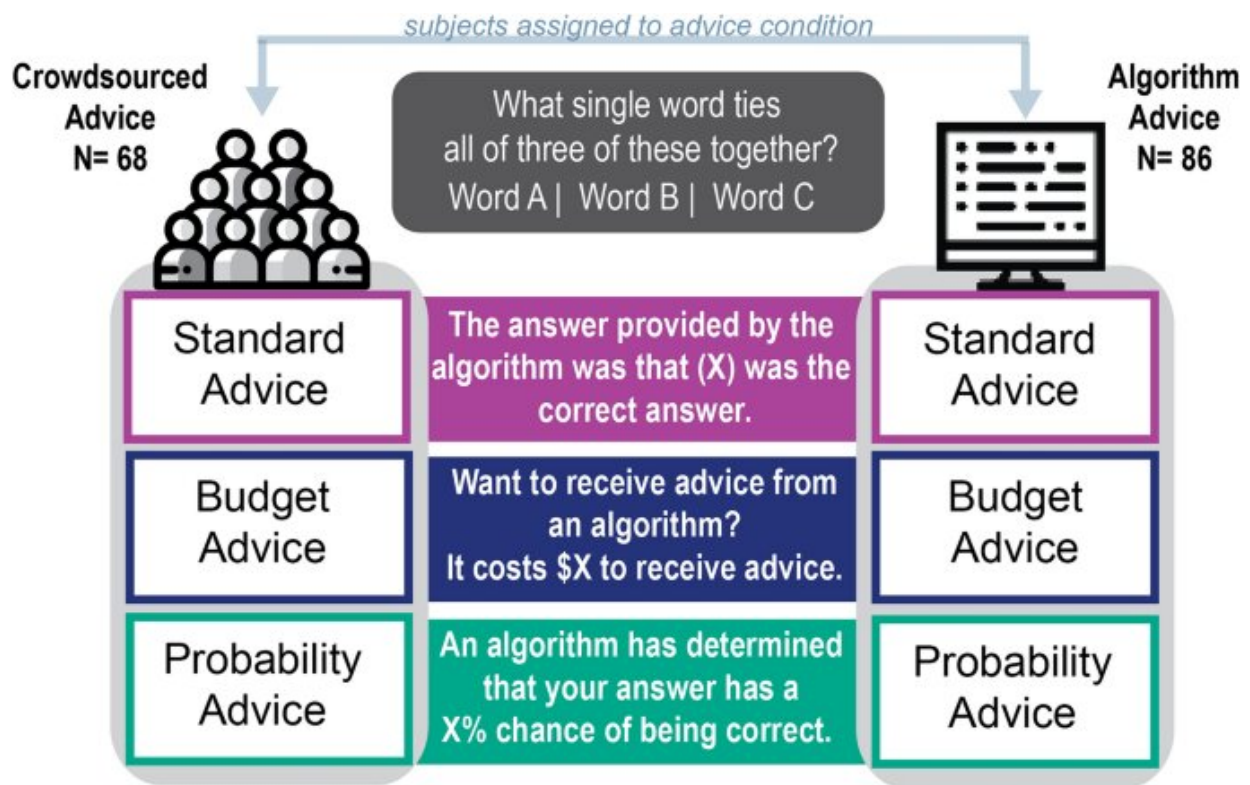 subjects assigned to advice condition
Crowdsourced
Advice
N= 68
What single word ties
all of three of these together?
Word A | Word B | Word C
Algorithm
Advice
N= 86
Standard
Advice
The answer provided by the
algorithm was that (X) was the
correct answer.
Standard
Advice
Budget
Advice
Want to receive advice from
an algorithm?
It costs $X to receive advice.
Budget
Advice
Probability
Advice
An algorithm has determined
that your answer has a
X% chance of being correct.
Probability
Advice